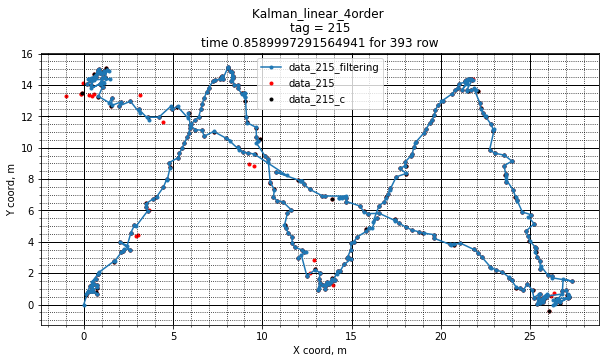 Kalman_linear_4order
tag = 215
time 0.8589997291564941 for 393 row
data_215_filtering
data_215
data_215_c
Y coord, m
16
14
12
10
8
6
4
2
0
0 5 10 15 20 25
X coord, m